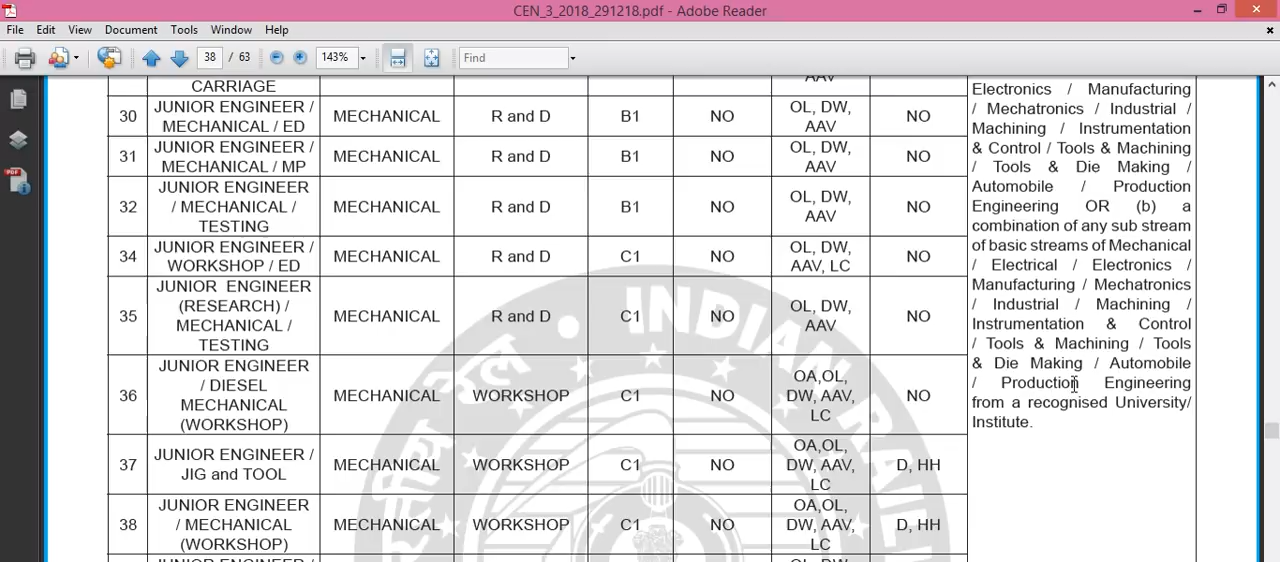 CEN_3_2018_291218.pdf - Adobe Reader
File Edit View Document Tools Window Help
38 / 63 143% Find
CARRIAGE
AAV
30 JUNIOR ENGINEER / MECHANICAL / ED MECHANICAL R and D B1 NO OL, DW, AAV NO
31 JUNIOR ENGINEER / MECHANICAL / MP MECHANICAL R and D B1 NO OL, DW, AAV NO
32 JUNIOR ENGINEER / MECHANICAL / TESTING MECHANICAL R and D B1 NO OL, DW, AAV NO
34 JUNIOR ENGINEER / WORKSHOP / ED MECHANICAL R and D C1 NO OL, DW, AAV, LC NO
35 JUNIOR ENGINEER (RESEARCH) / MECHANICAL / TESTING MECHANICAL R and D C1 NO OL, DW, AAV NO
36 JUNIOR ENGINEER / DIESEL MECHANICAL (WORKSHOP) MECHANICAL WORKSHOP C1 NO OA,OL, DW, AAV, LC NO
37 JUNIOR ENGINEER / JIG and TOOL MECHANICAL WORKSHOP C1 NO OA,OL, DW, AAV, LC D, HH
38 JUNIOR ENGINEER / MECHANICAL (WORKSHOP) MECHANICAL WORKSHOP C1 NO OA,OL, DW, AAV, LC D, HH
JUNIOR ENGINEER / OL, DW,
Electronics / Manufacturing
/ Mechatronics / Industrial /
Machining / Instrumentation
& Control / Tools & Machining
/ Tools & Die Making /
Automobile / Production
Engineering OR (b) a
combination of any sub stream
of basic streams of Mechanical
/ Electrical / Electronics /
Manufacturing / Mechatronics
/ Industrial / Machining /
Instrumentation & Control
/ Tools & Machining / Tools
& Die Making / Automobile
/ Production Engineering
from a recognised University/
Institute.
INDIAN RAIL